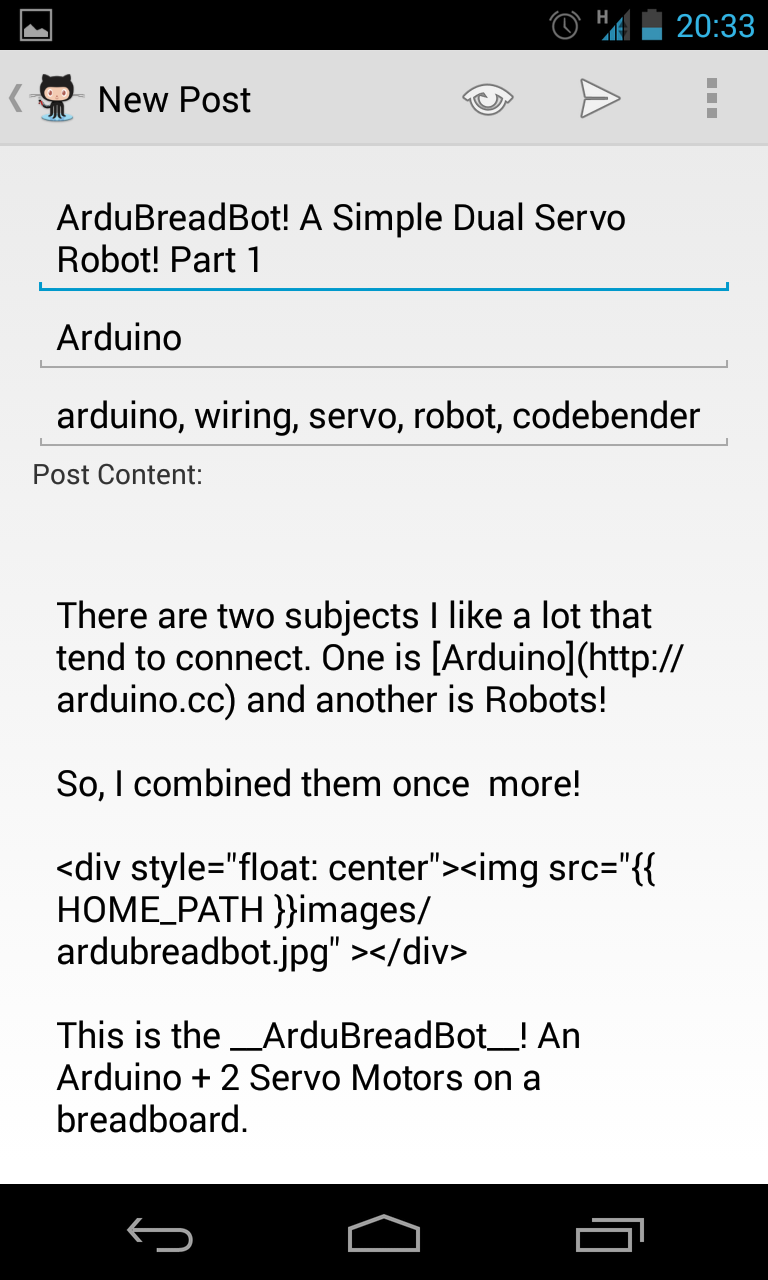 H
20:33
New Post
ArduBreadBot! A Simple Dual Servo
Robot! Part 1
Arduino
arduino, wiring, servo, robot, codebender
Post Content:
There are two subjects I like a lot that
tend to connect. One is [Arduino](http://
arduino.cc) and another is Robots!
So, I combined them once  more!
<div style="float: center"><img src="{{
HOME_PATH }}images/
ardubreadbot.jpg" ></div>
This is the __ArduBreadBot__! An
Arduino + 2 Servo Motors on a
breadboard.